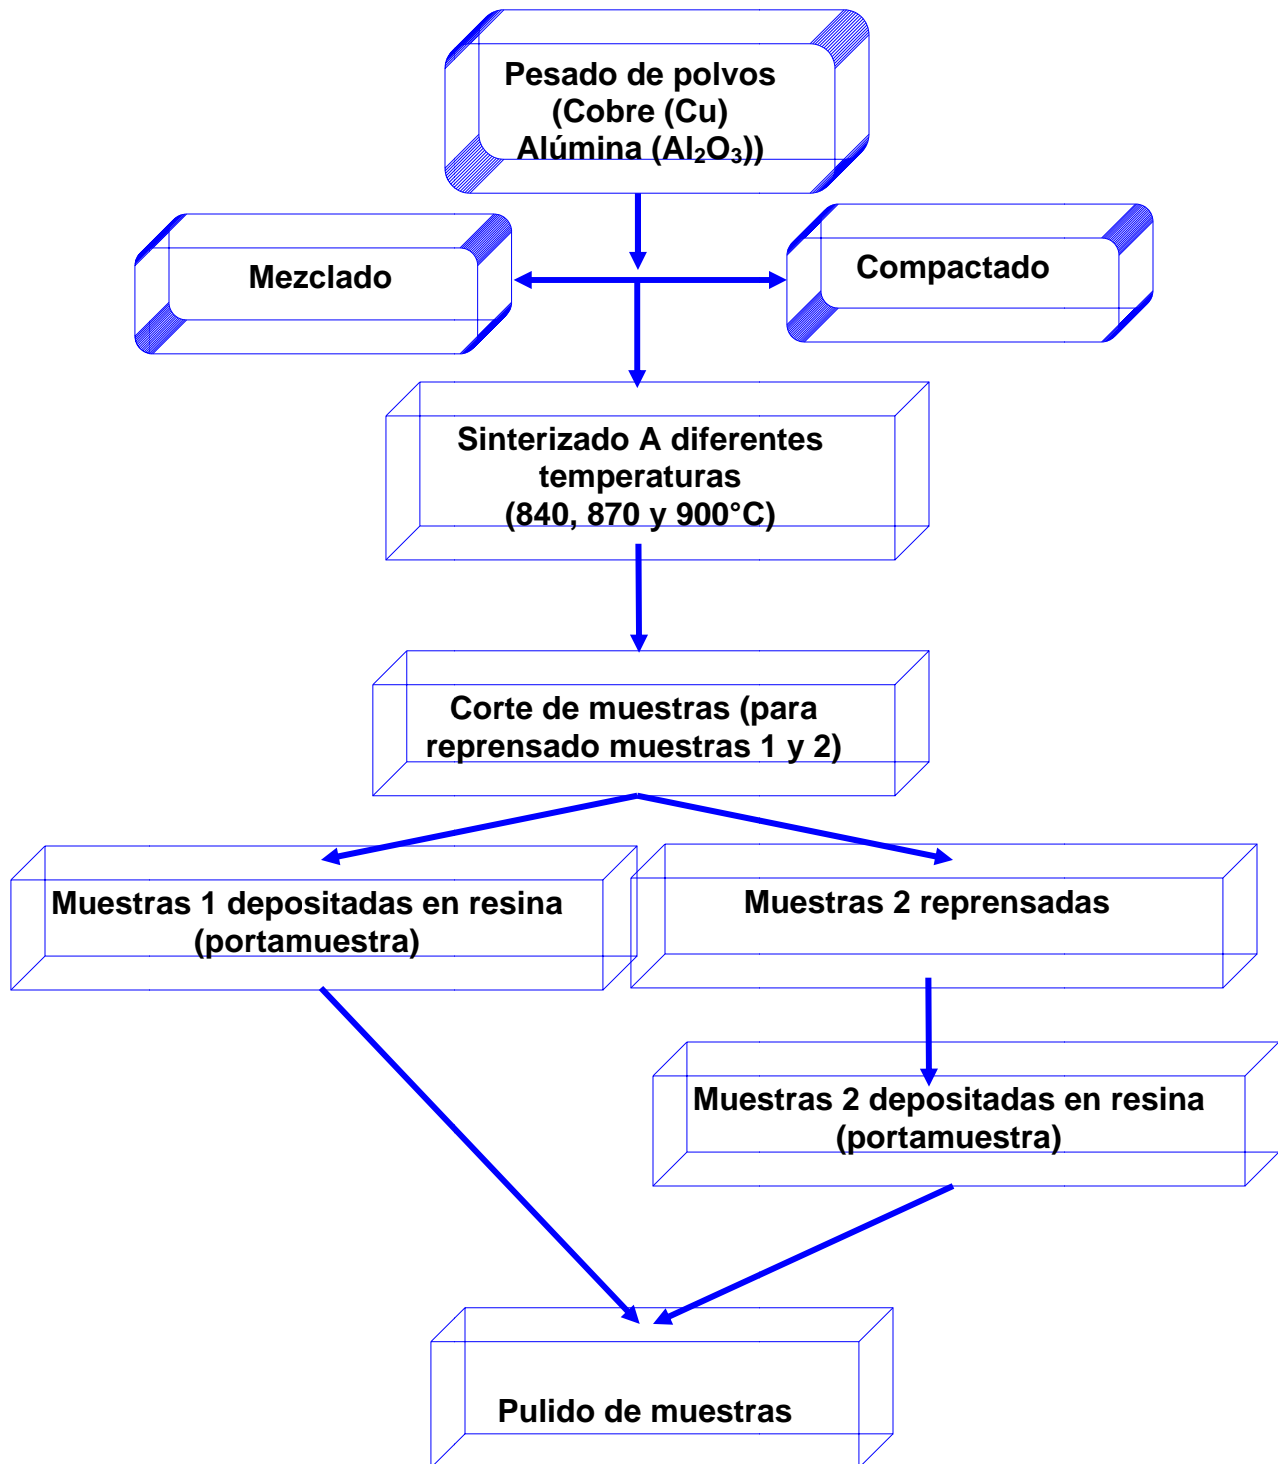 Pesado de polvos
(Cobre (Cu)
Alúmina (Al₂O₃))
Mezclado
Compactado
Sinterizado A diferentes
temperaturas
(840, 870 y 900°C)
Corte de muestras (para
reprensado muestras 1 y 2)
Muestras 1 depositadas en resina
(portamuestra)
Muestras 2 reprensadas
Muestras 2 depositadas en resina
(portamuestra)
Pulido de muestras